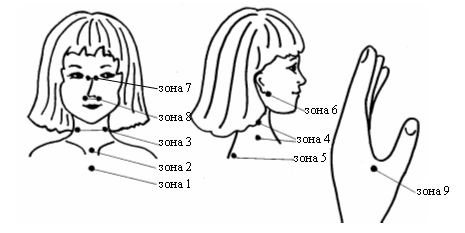 зона 7
зона 8
зона 3
зона 2
зона 1
зона 6
зона 4
зона 5
зона 9